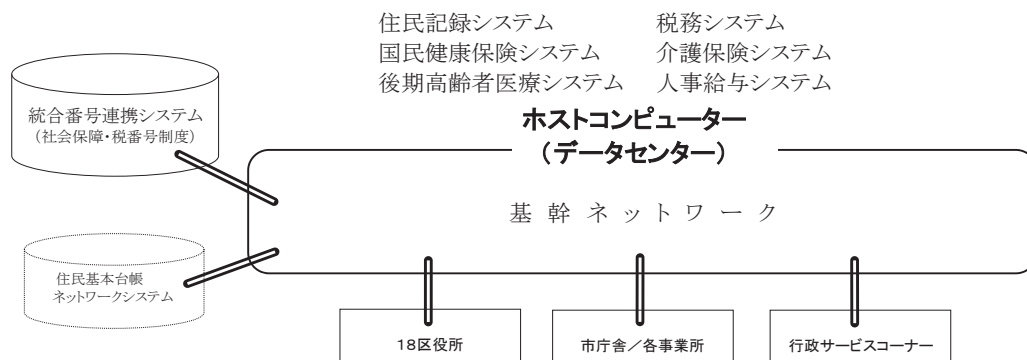 住民記録システム 税務システム
国民健康保険システム 介護保険システム
後期高齢者医療システム 人事給与システム
統合番号連携システム
（社会保障・税番号制度）
ホストコンピューター
（データセンター）
基幹ネットワーク
住民基本台帳
ネットワークシステム
18区役所 市庁舎／各事業所 行政サービスコーナー